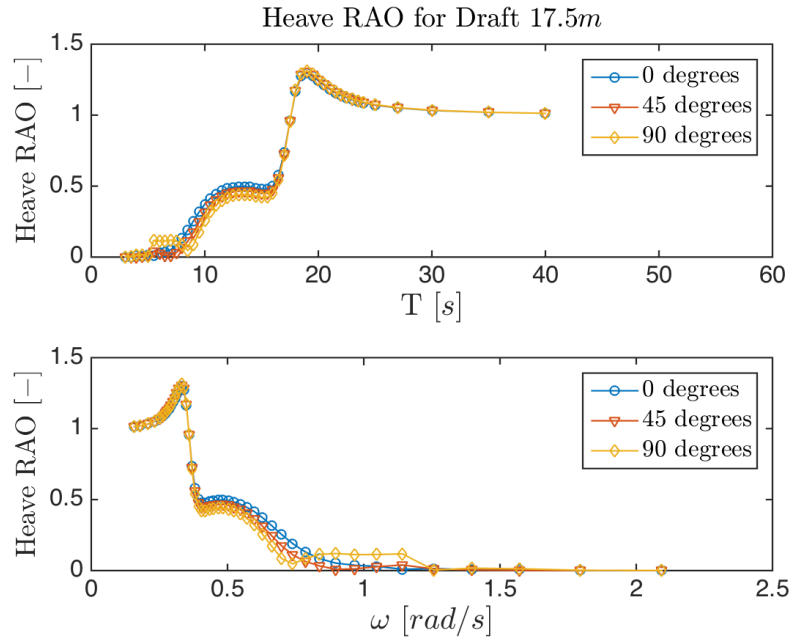 Heave RAO for Draft 17.5m
Heave RAO [−]
1.5
1
0.5
0
0 degrees
45 degrees
90 degrees
0
10
20
30
40
50
60
T [s]
Heave RAO [−]
1.5
1
0.5
0
0 degrees
45 degrees
90 degrees
0
0.5
1
1.5
2
2.5
ω [rad/s]